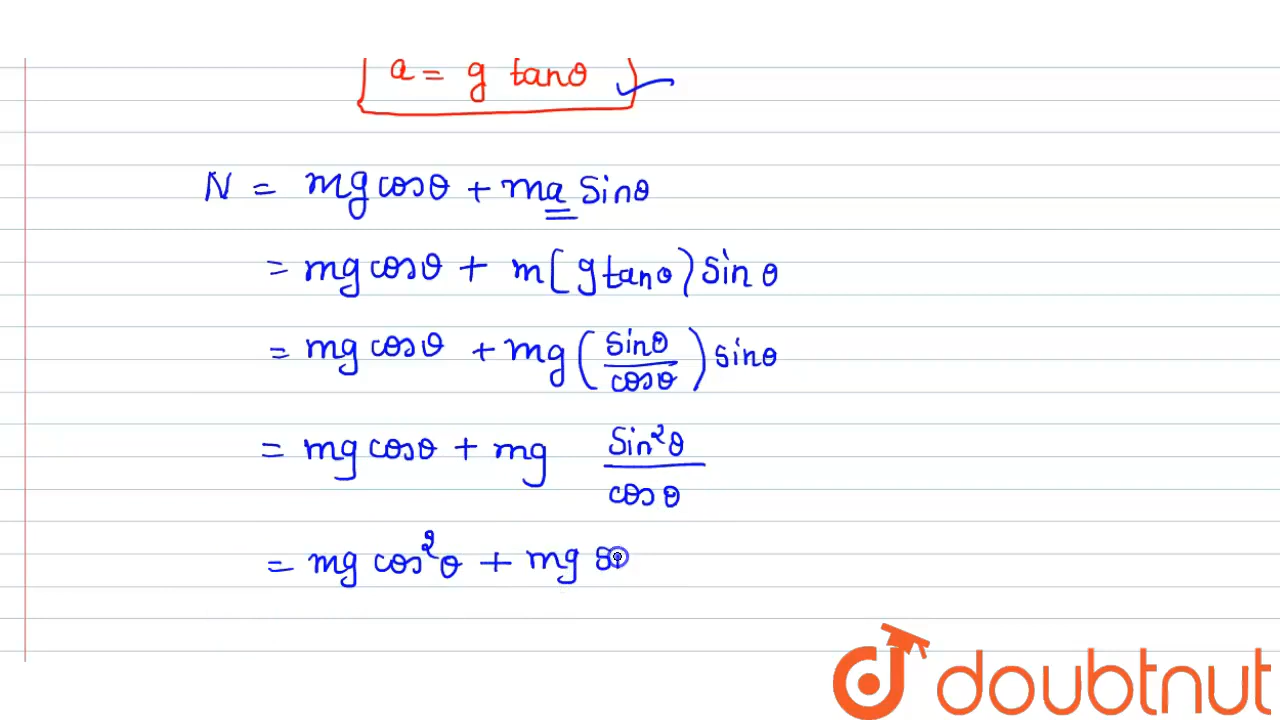 a = g tanθ
N = mg cosθ + ma sinθ
= mg cosθ + m[g tanθ) sinθ
= mg cosθ + mg (sinθ/cosθ) sinθ
= mg cosθ + mg sin²θ/cosθ
= mg cos²θ + mg
doubtnut